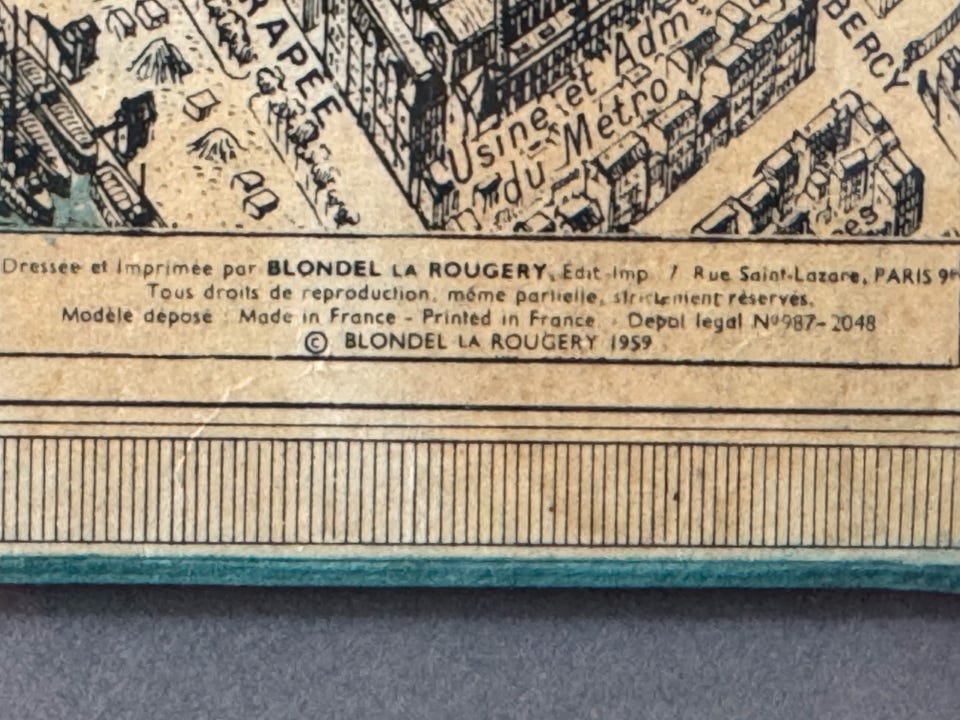 RAPÉE
BERCY
Usine et Adm
du Métro
Dressée et Imprimée par BLONDEL LA ROUGERY, Édit-Imp 7 Rue Saint-Lazare, PARIS 9e
Tous droits de reproduction, même partielle, strictement réservés.
Modèle déposé : Made in France - Printed in France - Dépôt légal No 987-2048
© BLONDEL LA ROUGERY 1959